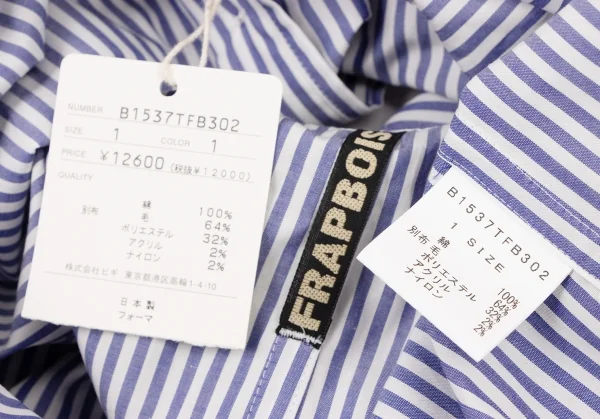 NUMBER B1537TFB302
SIZE 1 COLOR 1
PRICE ¥12600 (税抜¥12000)
QUALITY
綿 100%
別布 毛 64%
ポリエステル 32%
アクリル 2%
ナイロン 2%
株式会社ビギ 東京都港区高輪1-4-10
日本製
フォーマ
FRAPBOIS
B1537TFB302
1 SIZE
綿 100%
別布毛 64%
ポリエステル 32%
アクリル 2%
ナイロン 2%